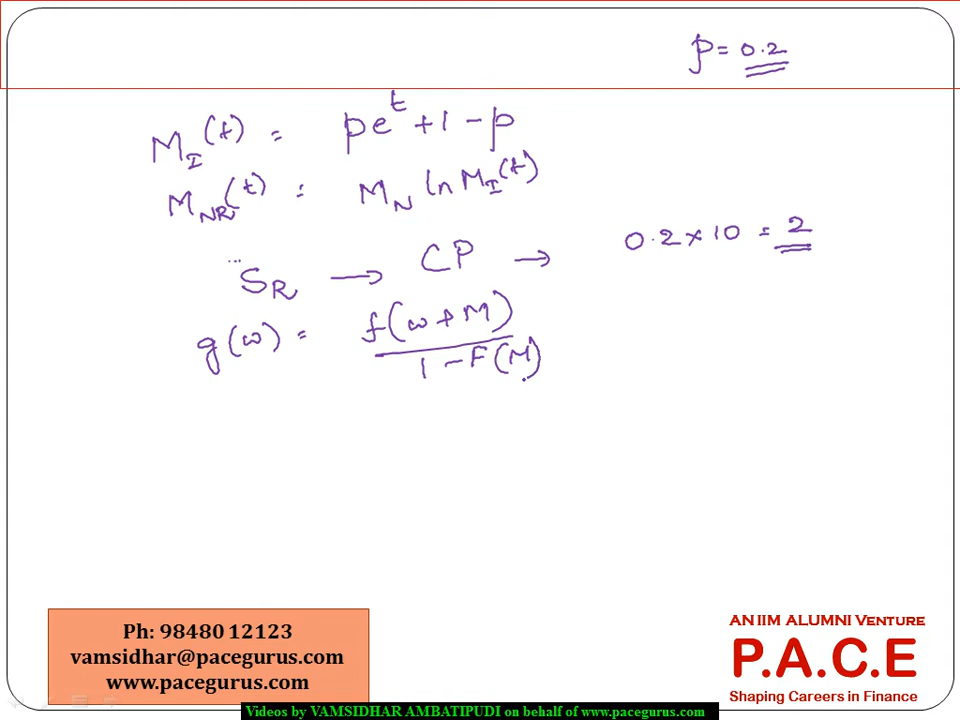 p = 0.2
M_I(t) = pe^t + 1 - p
M_NR(t) = M_N ln M_I(t)
0.2 × 10 = 2
S_R → CP →
g(w) = f(w + M) / 1 - F(M)
Ph: 98480 12123
vamsidhar@pacegurus.com
www.pacegurus.com
AN IIM ALUMNI VENTURE
P.A.C.E
Shaping Careers in Finance
Videos by VAMSIDHAR AMBATIPUDI on behalf of www.pacegurus.com